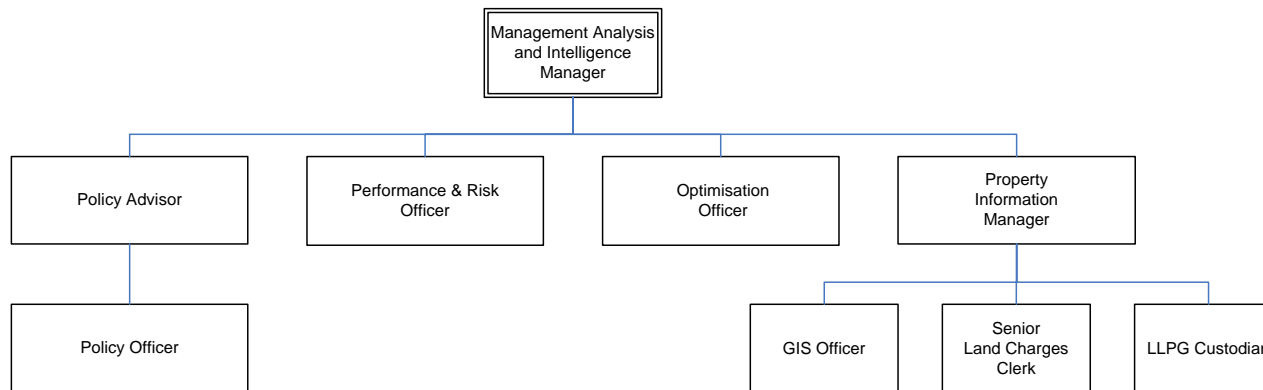 Management Analysis
and Intelligence
Manager
Policy Advisor
Performance & Risk
Officer
Optimisation
Officer
Property
Information
Manager
Policy Officer
GIS Officer
Senior
Land Charges
Clerk
LLPG Custodian